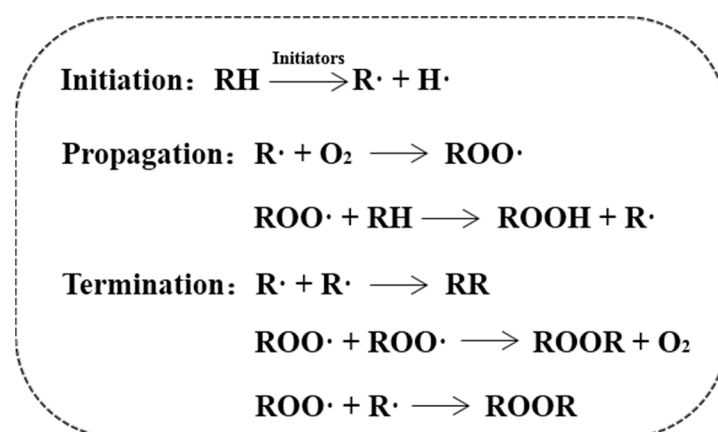 Initiators
Initiation: RH ⟶ R· + H·
Propagation: R· + O₂ ⟶ ROO·
ROO· + RH ⟶ ROOH + R·
Termination: R· + R· ⟶ RR
ROO· + ROO· ⟶ ROOR + O₂
ROO· + R· ⟶ ROOR